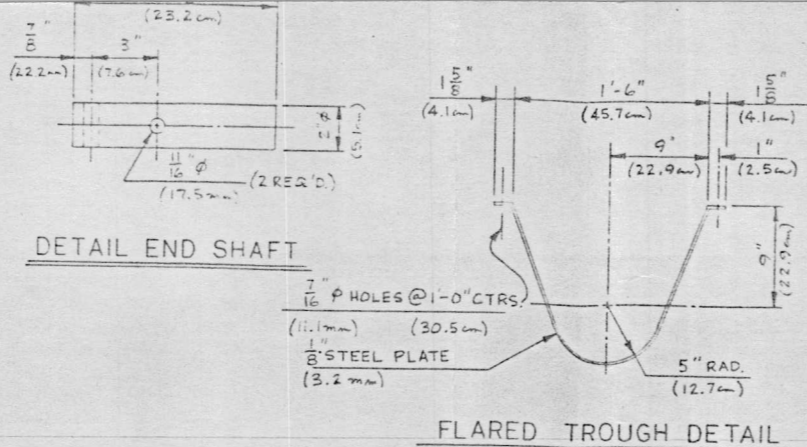 (23.2cm)
7/8"
3"
(22.2mm)
(7.6cm)
2"ϕ
(5.1cm)
11/16"ϕ
(17.5mm)
(2 REQ'D.)
DETAIL END SHAFT
1 5/8"
1'-6"
1 5/8"
(4.1cm)
(45.7cm)
(4.1cm)
9"
1"
(22.9cm)
(2.5cm)
9"
(22.9cm)
7/16"ϕ HOLES @ 1'-0" CTRS.
(11.1mm) (30.5cm)
1/8" STEEL PLATE
(3.2mm)
5" RAD.
(12.7cm)
FLARED TROUGH DETAIL